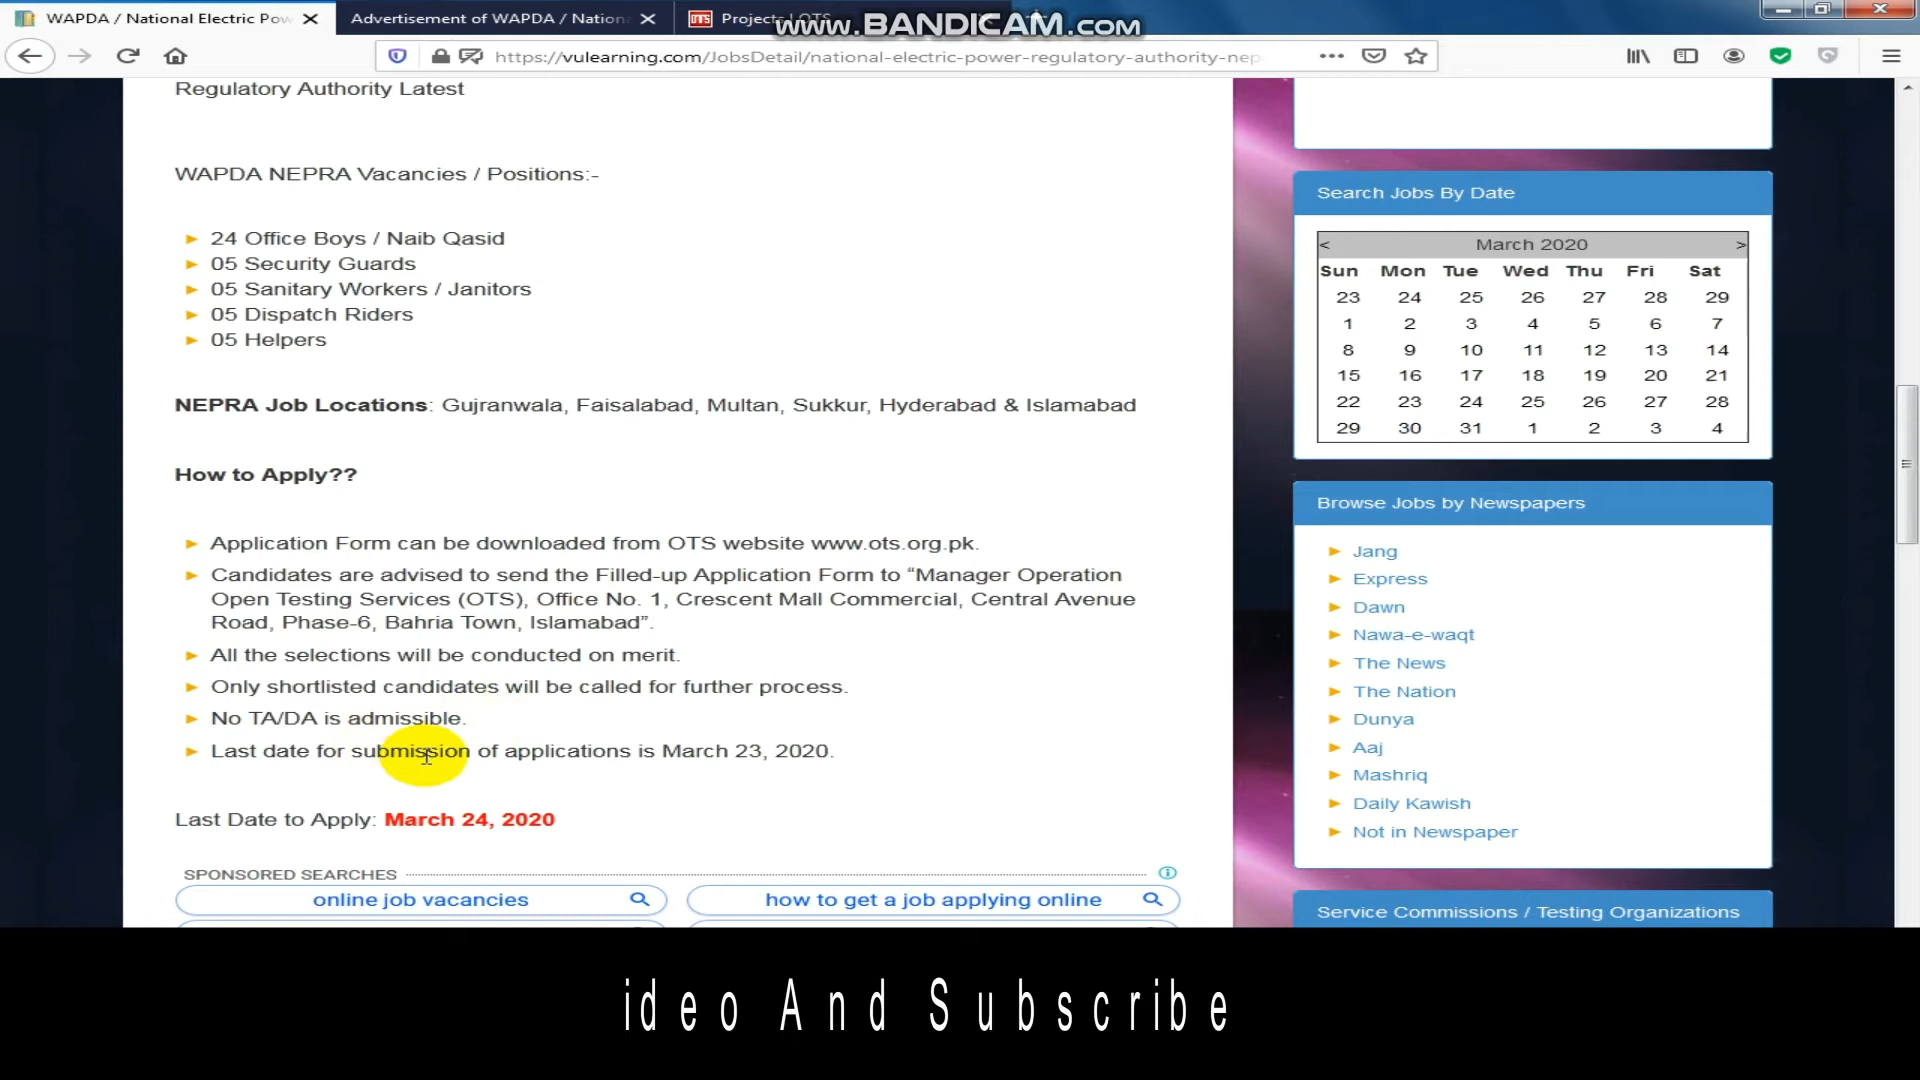 WAPDA / National Electric Pow
Advertisement of WAPDA / Nation
OTS Projects | OTS
www.BANDICAM.com
https://vulearning.com/JobsDetail/national-electric-power-regulatory-authority-nep
Regulatory Authority Latest
WAPDA NEPRA Vacancies / Positions:-
24 Office Boys / Naib Qasid
05 Security Guards
05 Sanitary Workers / Janitors
05 Dispatch Riders
05 Helpers
NEPRA Job Locations: Gujranwala, Faisalabad, Multan, Sukkur, Hyderabad & Islamabad
How to Apply??
Application Form can be downloaded from OTS website www.ots.org.pk.
Candidates are advised to send the Filled-up Application Form to “Manager Operation
Open Testing Services (OTS), Office No. 1, Crescent Mall Commercial, Central Avenue
Road, Phase-6, Bahria Town, Islamabad”.
All the selections will be conducted on merit.
Only shortlisted candidates will be called for further process.
No TA/DA is admissible.
Last date for submission of applications is March 23, 2020.
Last Date to Apply: March 24, 2020
SPONSORED SEARCHES
online job vacancies
how to get a job applying online
Search Jobs By Date
< March 2020 >
Sun Mon Tue Wed Thu Fri Sat
23 24 25 26 27 28 29
1 2 3 4 5 6 7
8 9 10 11 12 13 14
15 16 17 18 19 20 21
22 23 24 25 26 27 28
29 30 31 1 2 3 4
Browse Jobs by Newspapers
Jang
Express
Dawn
Nawa-e-waqt
The News
The Nation
Dunya
Aaj
Mashriq
Daily Kawish
Not in Newspaper
Service Commissions / Testing Organizations
ideo And Subscribe